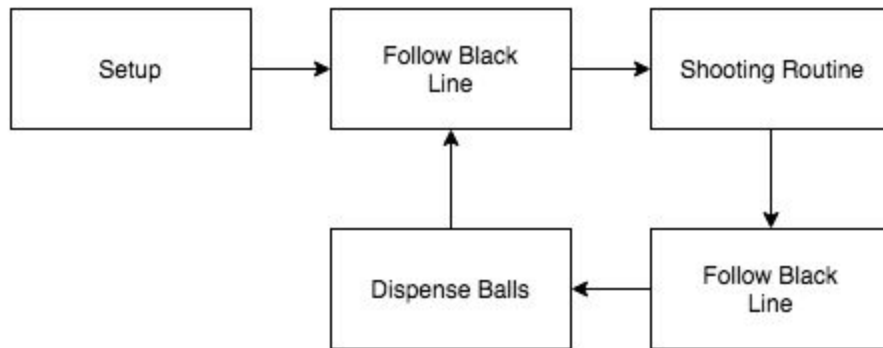 Setup
Follow Black
Line
Shooting Routine
Dispense Balls
Follow Black
Line